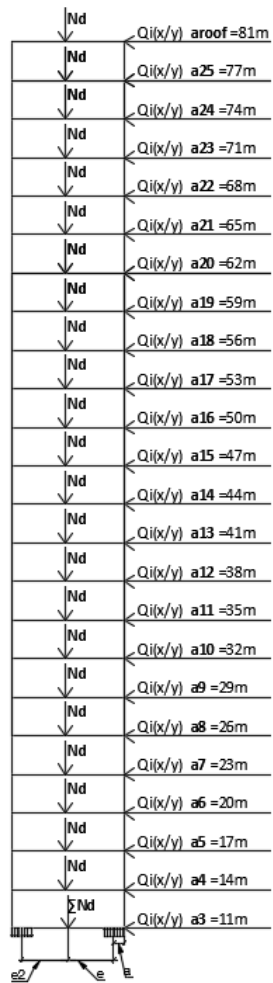 Nd
Qi(x/y) aroof =81m
Nd
Qi(x/y) a25 =77m
Nd
Qi(x/y) a24 =74m
Nd
Qi(x/y) a23 =71m
Nd
Qi(x/y) a22 =68m
Nd
Qi(x/y) a21 =65m
Nd
Qi(x/y) a20 =62m
Nd
Qi(x/y) a19 =59m
Nd
Qi(x/y) a18 =56m
Nd
Qi(x/y) a17 =53m
Nd
Qi(x/y) a16 =50m
Nd
Qi(x/y) a15 =47m
Nd
Qi(x/y) a14 =44m
Nd
Qi(x/y) a13 =41m
Nd
Qi(x/y) a12 =38m
Nd
Qi(x/y) a11 =35m
Nd
Qi(x/y) a10 =32m
Nd
Qi(x/y) a9 =29m
Nd
Qi(x/y) a8 =26m
Nd
Qi(x/y) a7 =23m
Nd
Qi(x/y) a6 =20m
Nd
Qi(x/y) a5 =17m
Nd
Qi(x/y) a4 =14m
∑Nd
Qi(x/y) a3 =11m
e2 e a